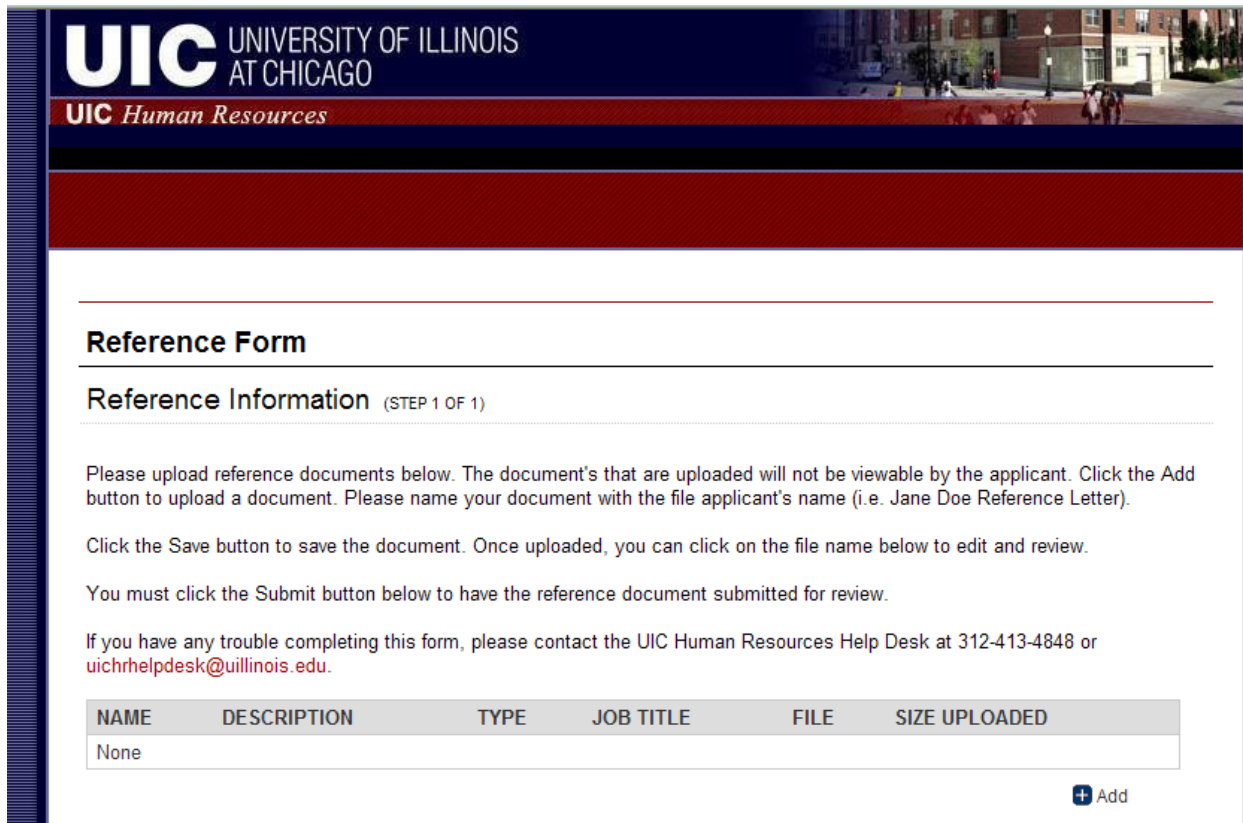 UIC UNIVERSITY OF ILLINOIS
AT CHICAGO
UIC Human Resources
Reference Form
Reference Information (STEP 1 OF 1)
Please upload reference documents below. The document's that are uploaded will not be viewable by the applicant. Click the Add
button to upload a document. Please name your document with the file applicant's name (i.e. Jane Doe Reference Letter).
Click the Save button to save the document. Once uploaded, you can click on the file name below to edit and review.
You must click the Submit button below to have the reference document submitted for review.
If you have any trouble completing this form, please contact the UIC Human Resources Help Desk at 312-413-4848 or
uichrhelpdesk@uillinois.edu.
NAME DESCRIPTION TYPE JOB TITLE FILE SIZE UPLOADED
None
Add